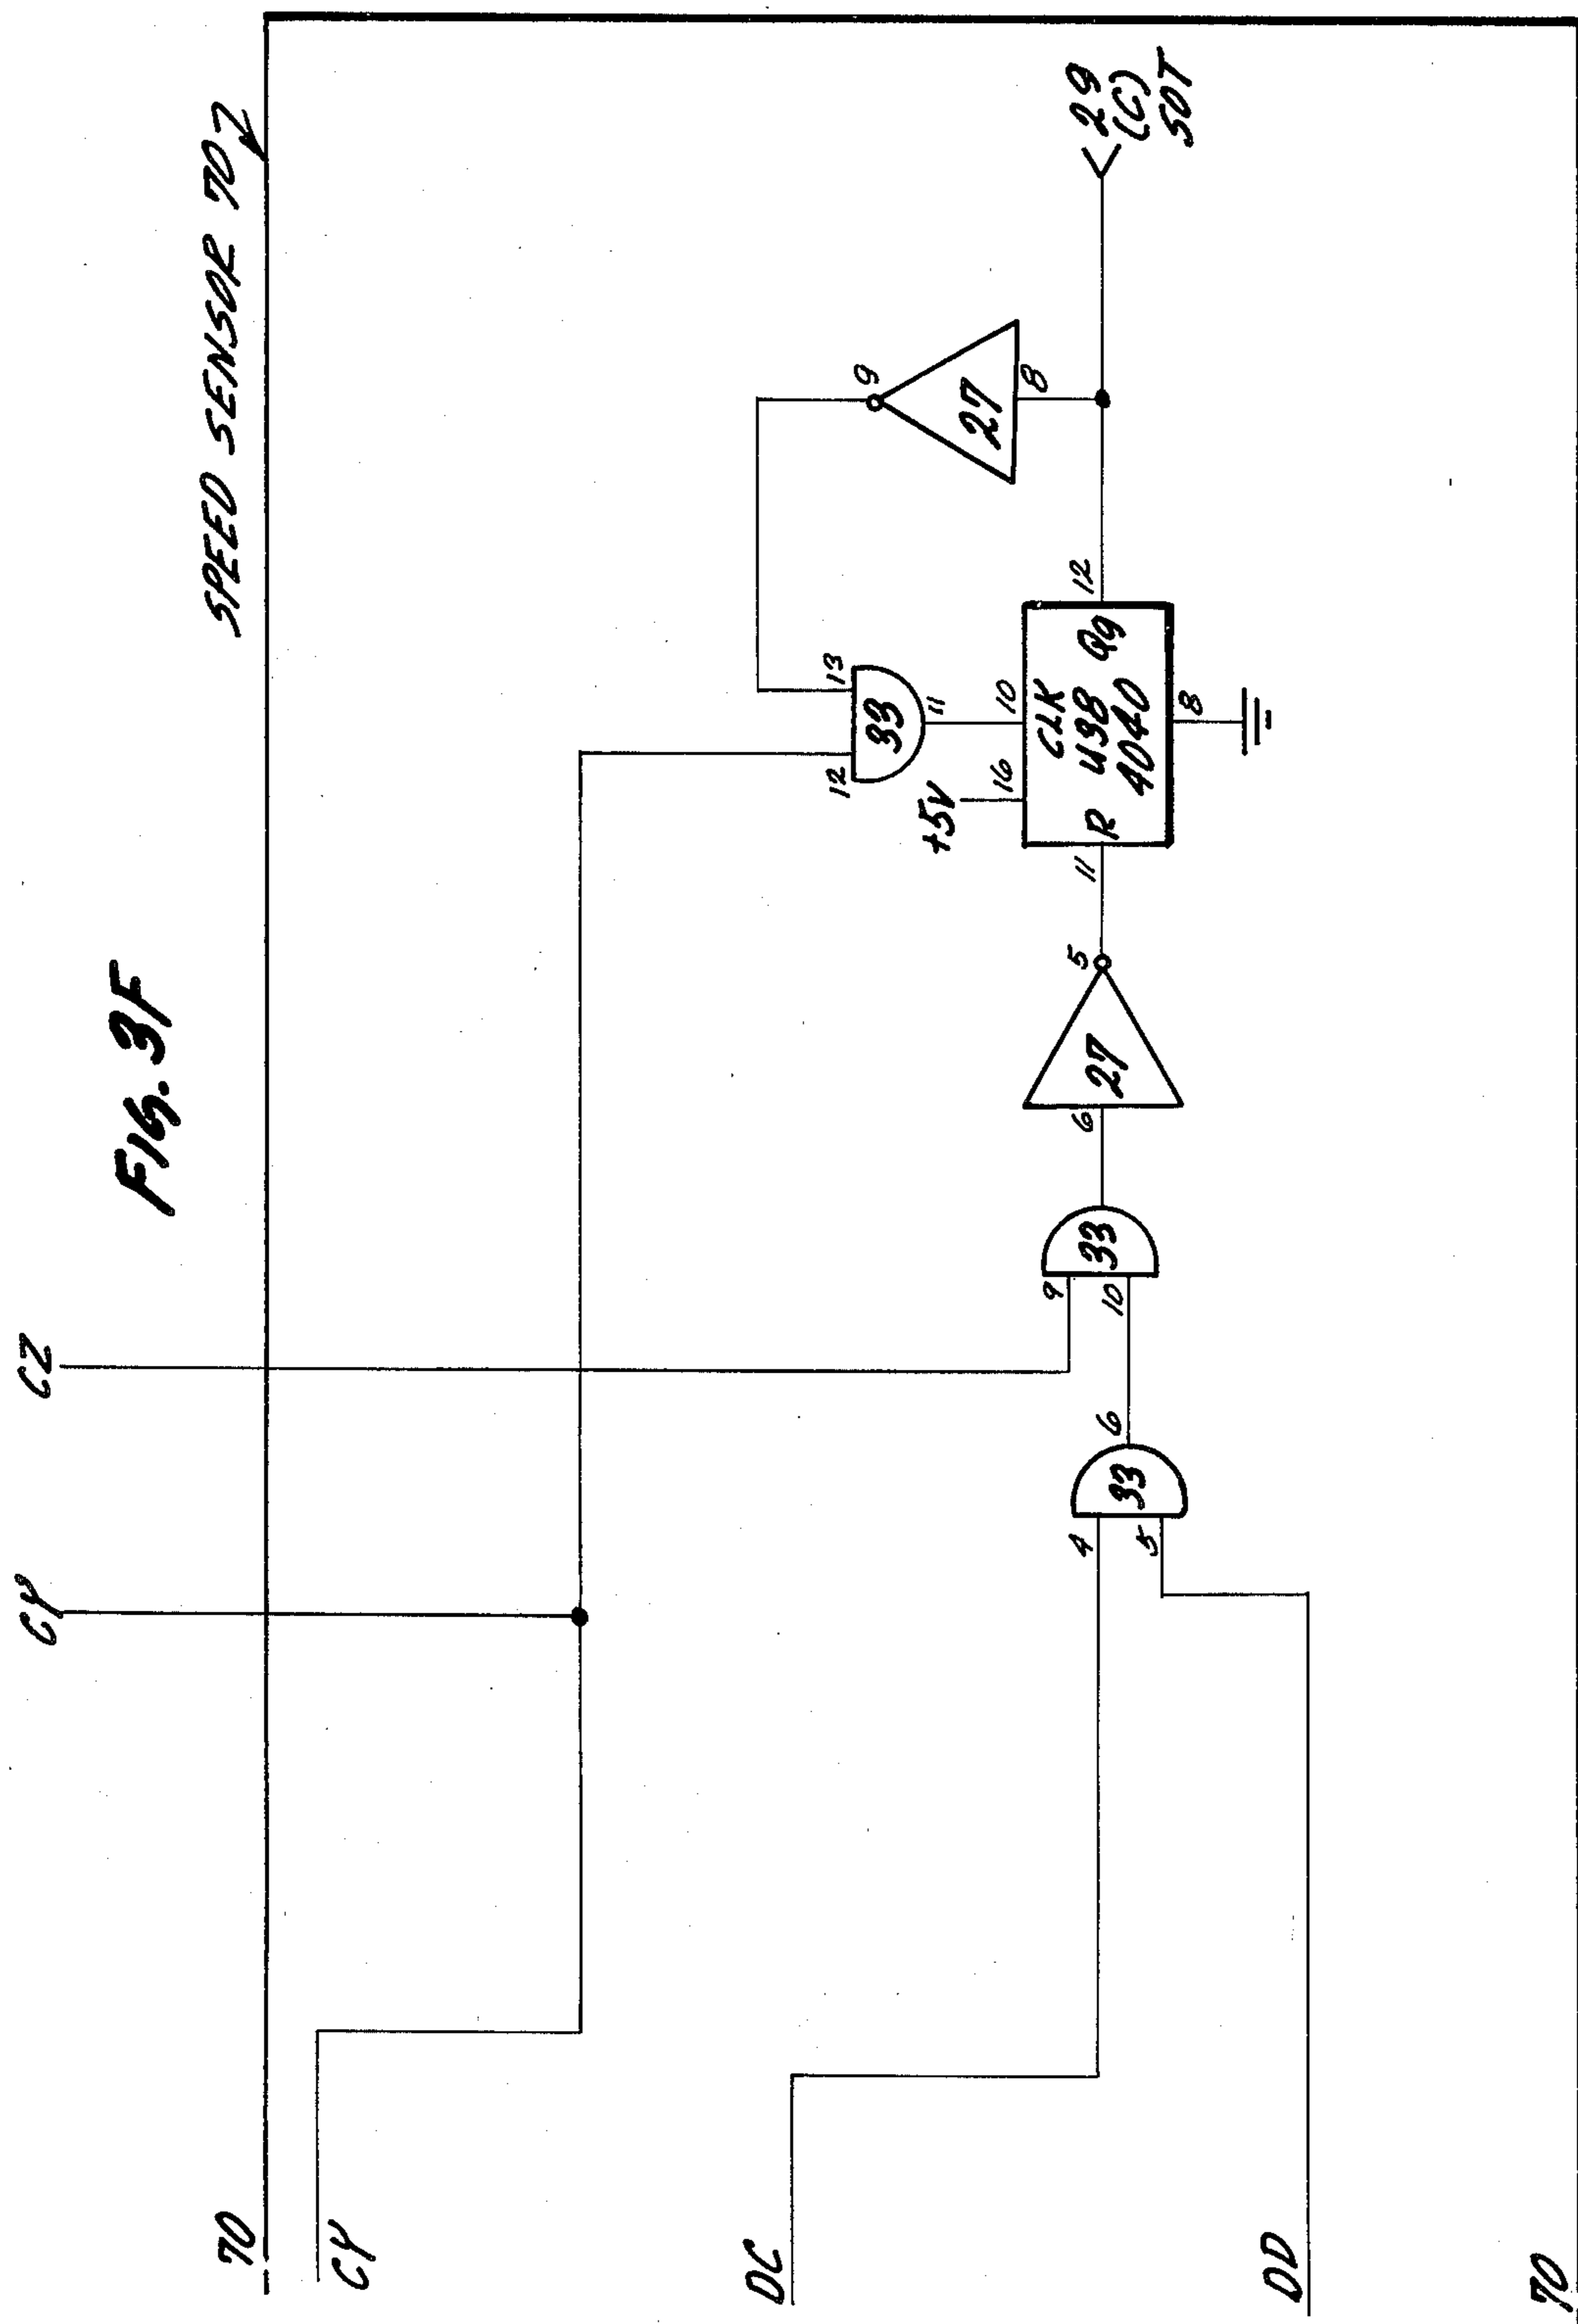 FIG. 3F
SPEED SENSOR 70
CY
CZ
70
CY
DC
DD
70
4
5
33
6
9
10
33
6
27
5
11
R
CLK
U38
4040
Q9
+5V
16
10
8
12
12
13
33
11
9
27
8
29
(C)
SOT